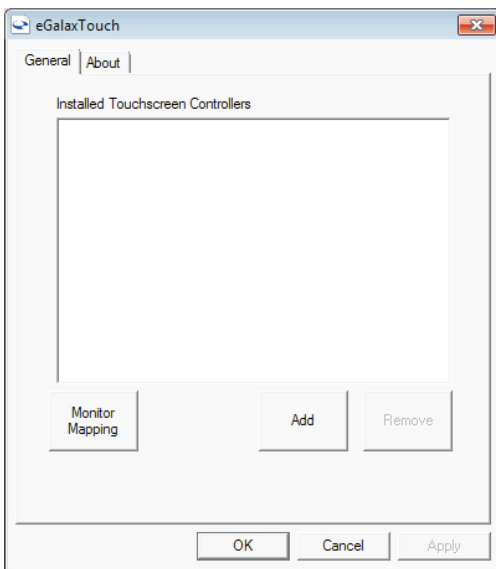 eGalaxTouch
General
About
Installed Touchscreen Controllers
Monitor
Mapping
Add
Remove
OK
Cancel
Apply